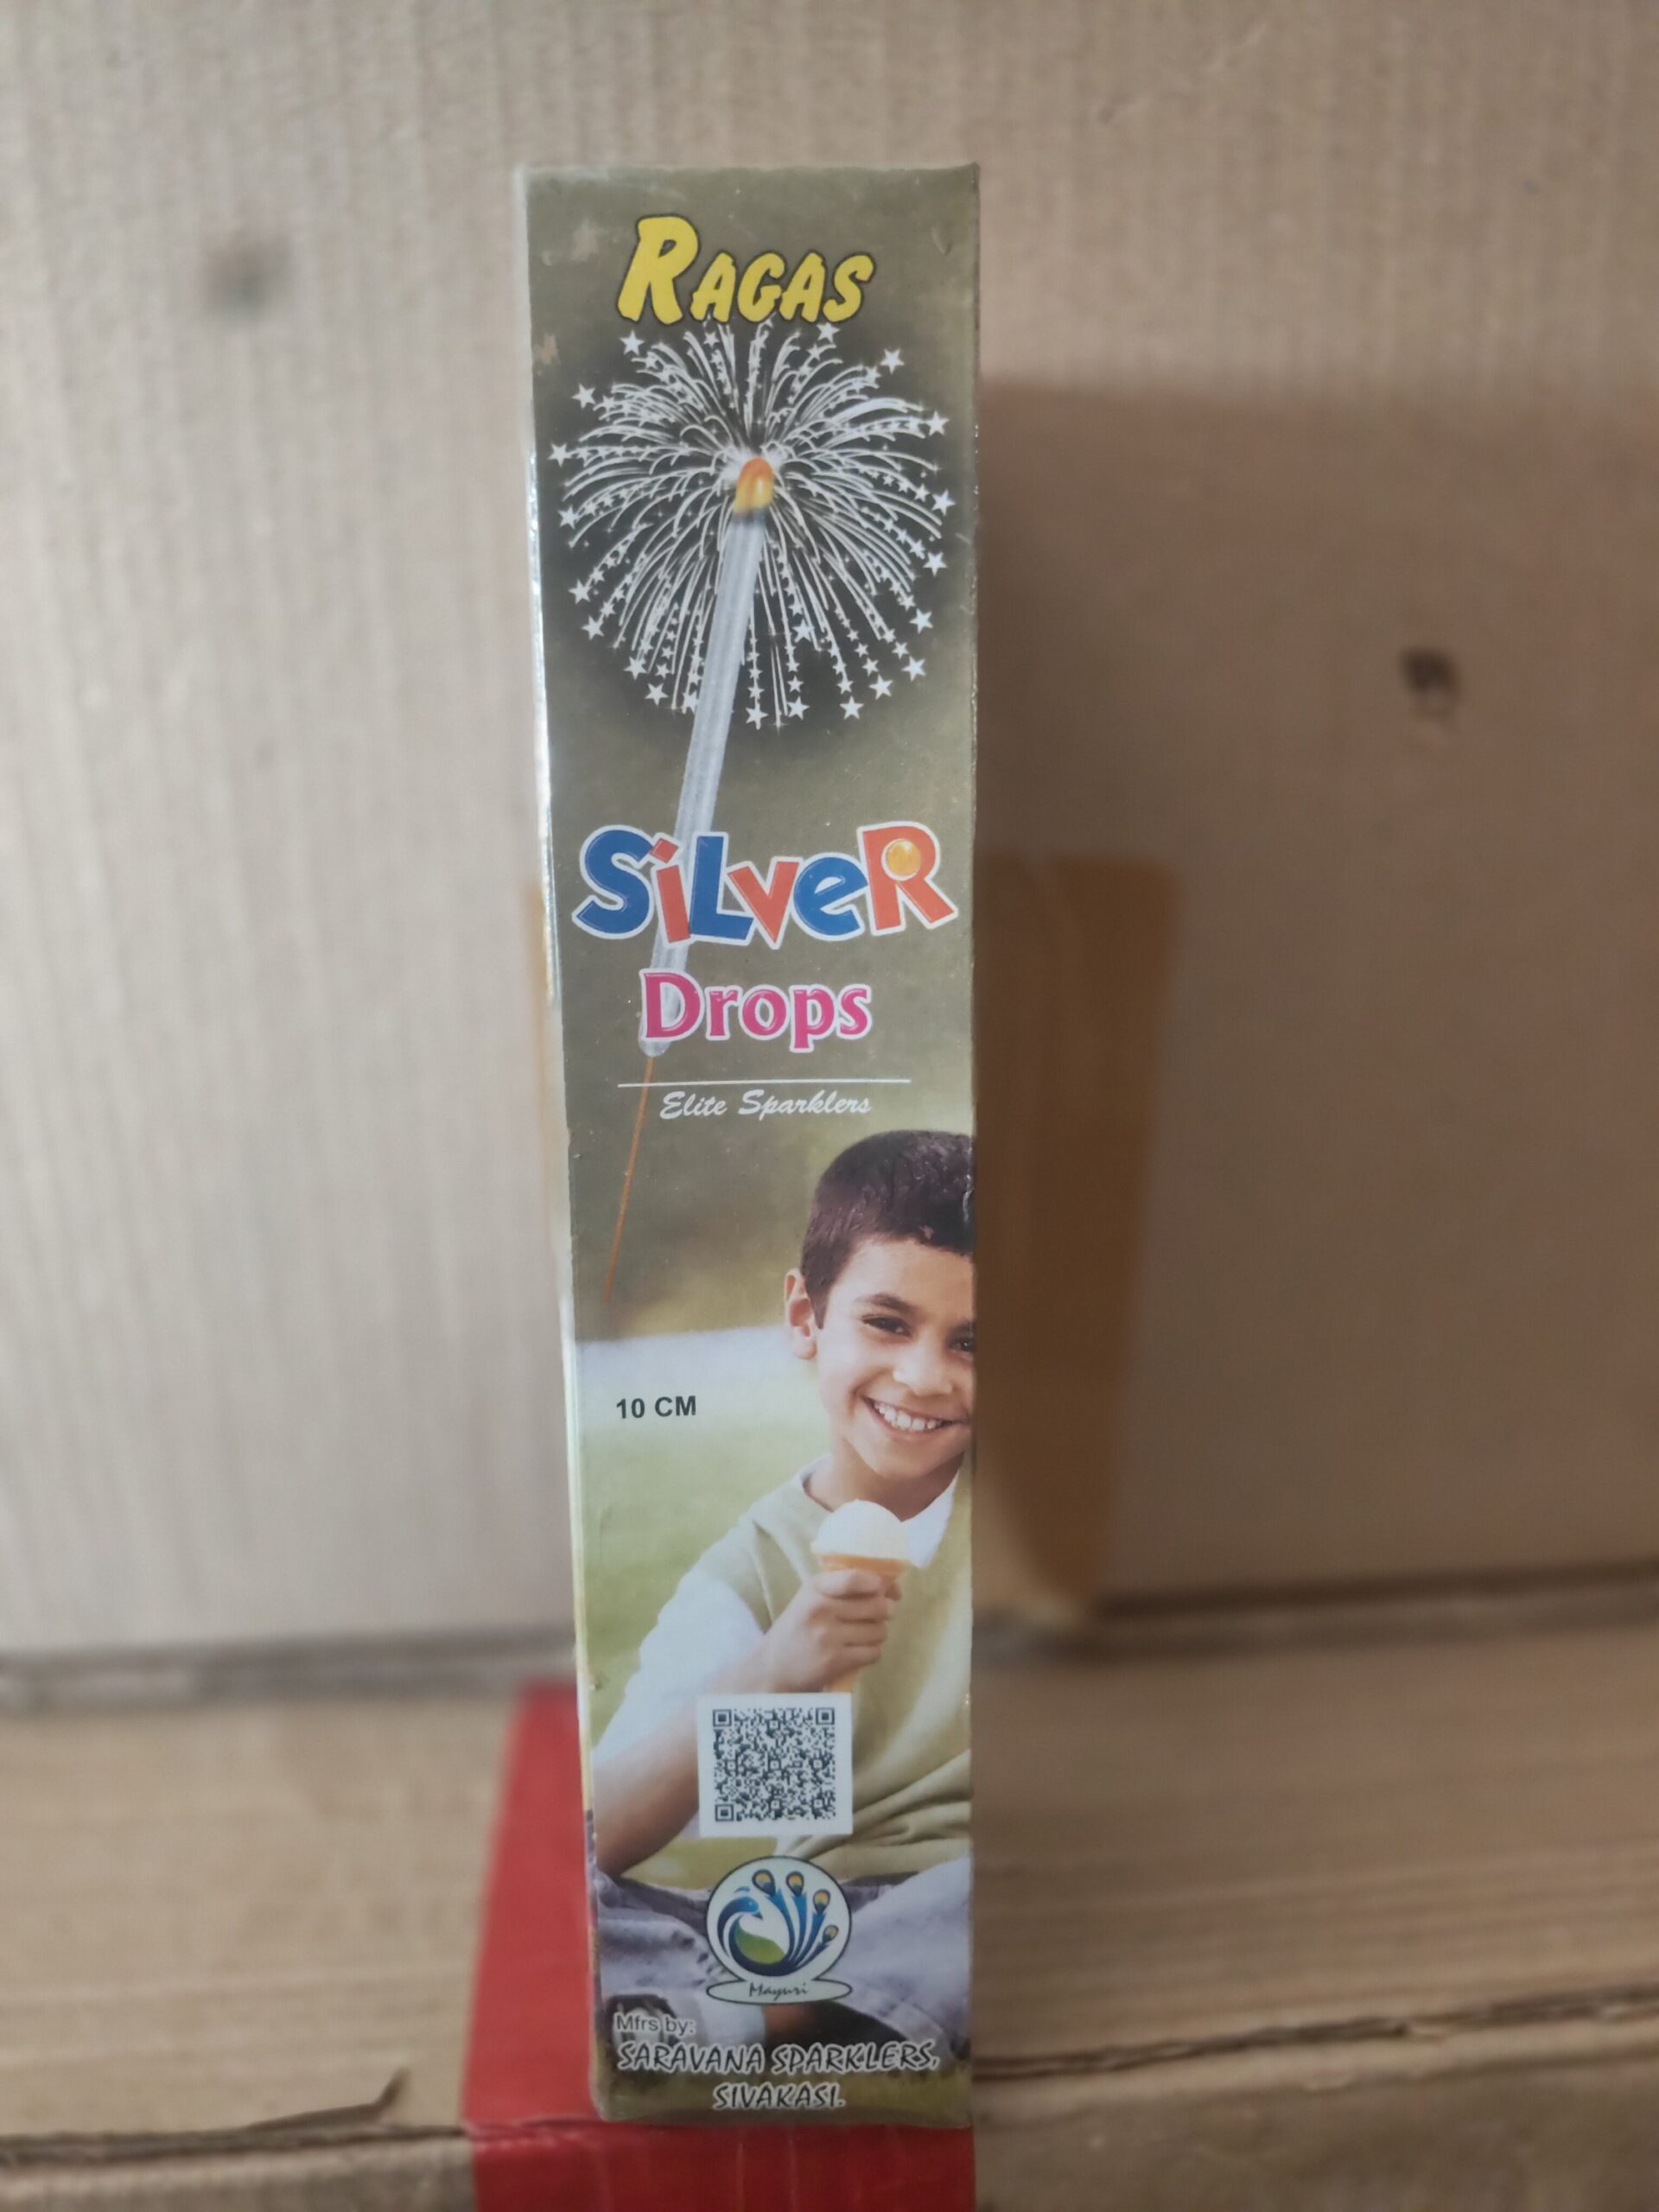 RAGAS
SiLveR
Drops
Elite Sparklers
10 CM
Mayuri
Mfrs by:
SARAVANA SPARKLERS,
SIVAKASI.